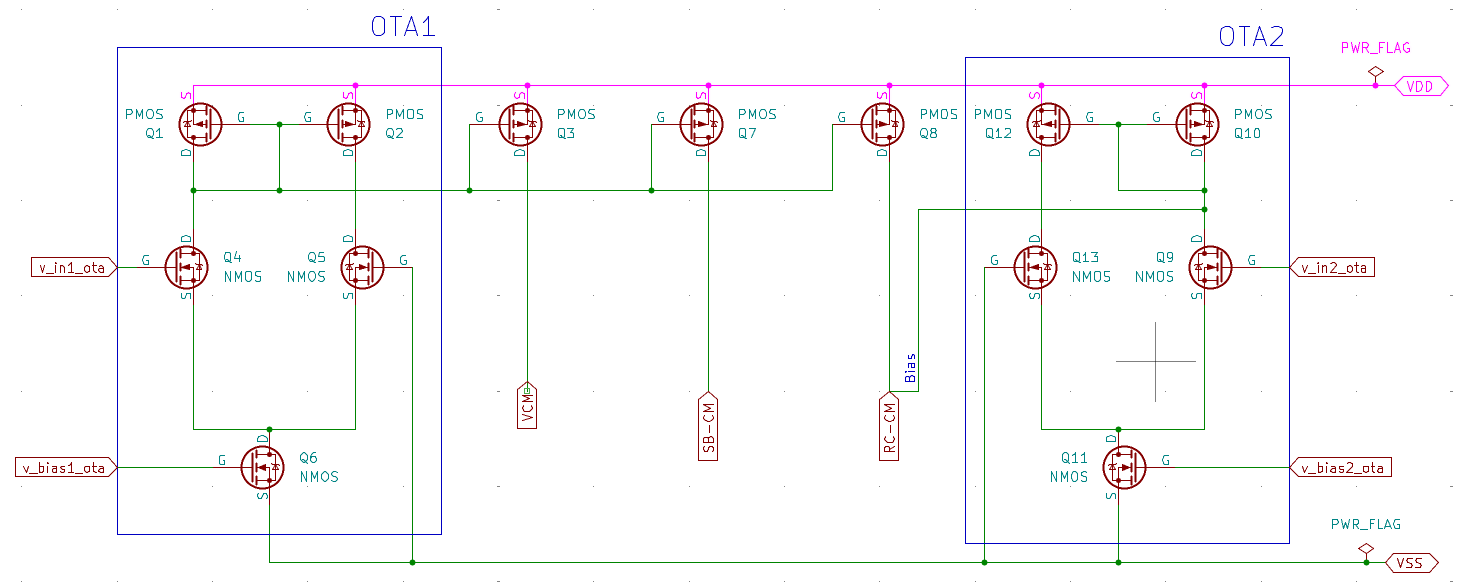 OTA1
OTA2
PWR_FLAG
VDD
S
S
S
S
S
S
S
PMOS
Q1
G
G
PMOS
Q2
G
PMOS
Q3
G
PMOS
Q7
G
PMOS
Q8
PMOS
Q12
G
G
PMOS
Q10
D
D
D
D
D
D
D
D
D
D
D
v_in1_ota
G
Q4
NMOS
Q5
NMOS
G
G
Q13
NMOS
Q9
NMOS
G
v_in2_ota
S
S
S
S
Bias
VCM
SB-CM
RC-CM
D
D
v_bias1_ota
G
Q6
NMOS
Q11
NMOS
G
v_bias2_ota
S
S
PWR_FLAG
VSS